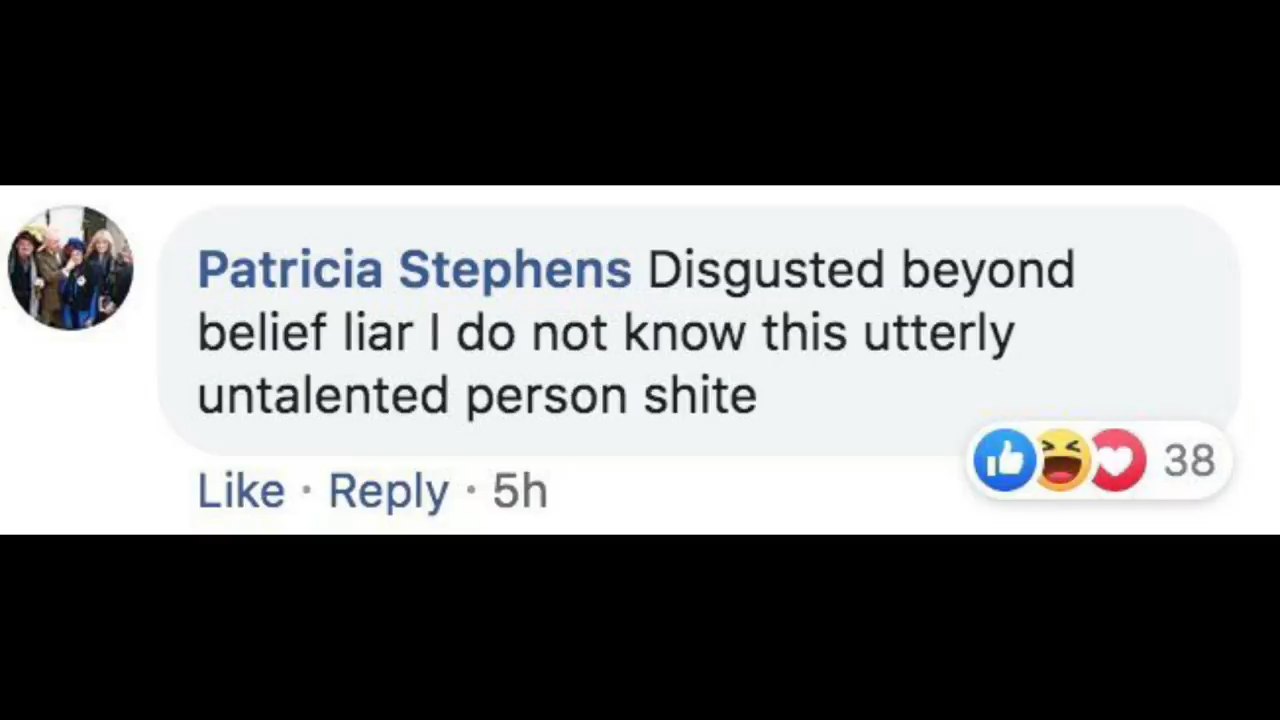 Patricia Stephens Disgusted beyond
belief liar I do not know this utterly
untalented person shite
38
Like · Reply · 5h